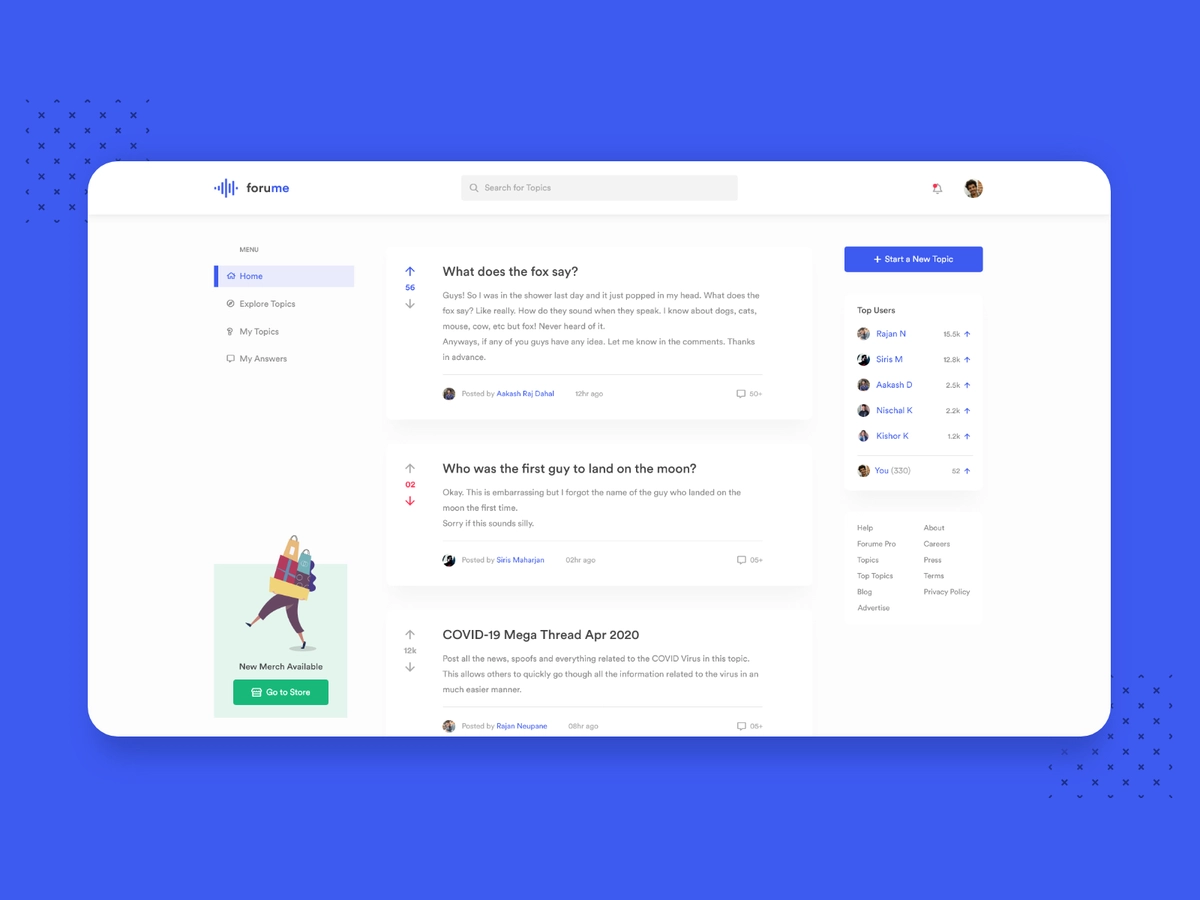 forume
Search for Topics
MENU
Home
Explore Topics
My Topics
My Answers
New Merch Available
Go to Store
56
What does the fox say?
Guys! So I was in the shower last day and it just popped in my head. What does the
fox say? Like really. How do they sound when they speak. I know about dogs, cats,
mouse, cow, etc but fox! Never heard of it.
Anyways, if any of you guys have any idea. Let me know in the comments. Thanks
in advance.
Posted by Aakash Raj Dahal 12hr ago 50+
02
Who was the first guy to land on the moon?
Okay. This is embarrassing but I forgot the name of the guy who landed on the
moon the first time.
Sorry if this sounds silly.
Posted by Siris Maharjan 02hr ago 05+
12k
COVID-19 Mega Thread Apr 2020
Post all the news, spoofs and everything related to the COVID Virus in this topic.
This allows others to quickly go though all the information related to the virus in an
much easier manner.
Posted by Rajan Neupane 08hr ago 05+
+ Start a New Topic
Top Users
Rajan N 15.5k
Siris M 12.8k
Aakash D 2.5k
Nischal K 2.2k
Kishor K 1.2k
You (330) 52
Help About
Forume Pro Careers
Topics Press
Top Topics Terms
Blog Privacy Policy
Advertise